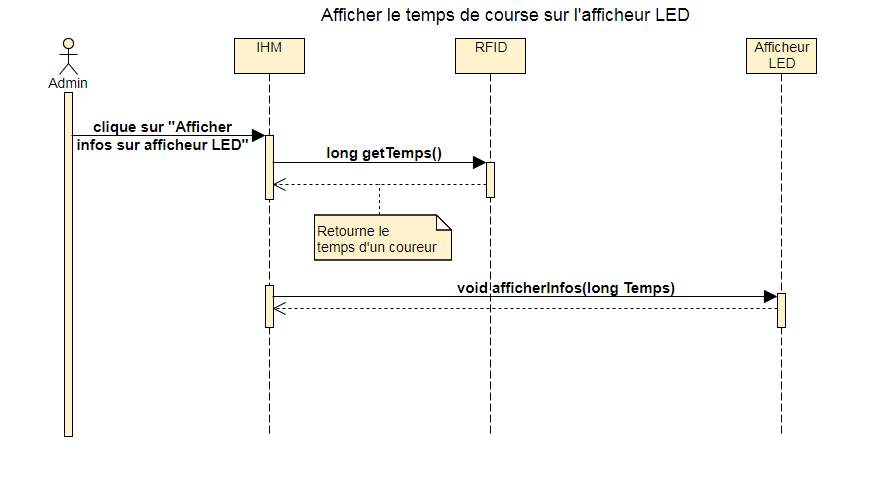 Afficher le temps de course sur l'afficheur LED
Admin
IHM
RFID
Afficheur
LED
clique sur "Afficher
infos sur afficheur LED"
long getTemps()
Retourne le
temps d'un coureur
void afficherInfos(long Temps)